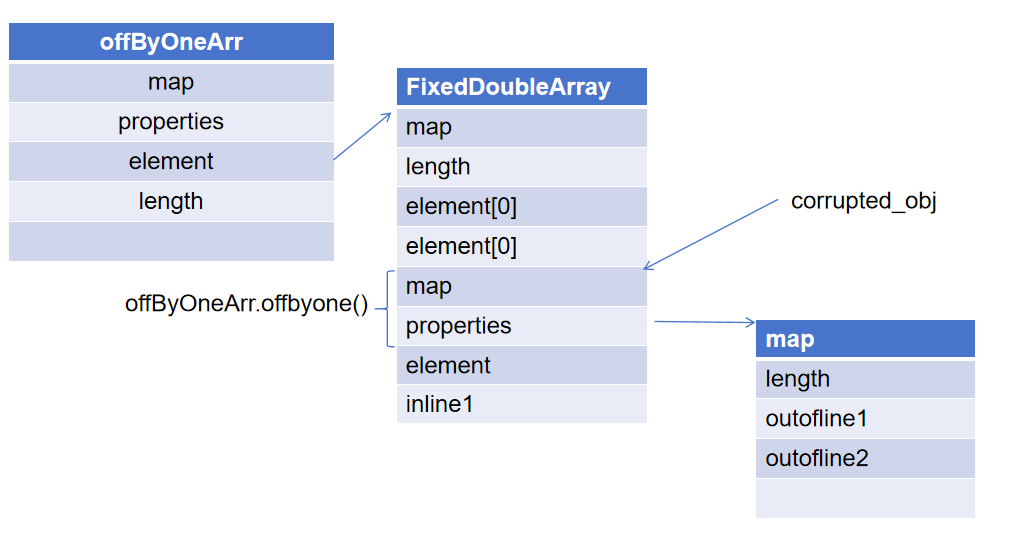 offByOneArr
map
properties
element
length
FixedDoubleArray
map
length
element[0]
element[0]
map
properties
element
inline1
offByOneArr.offbyone()
corrupted_obj
map
length
outofline1
outofline2